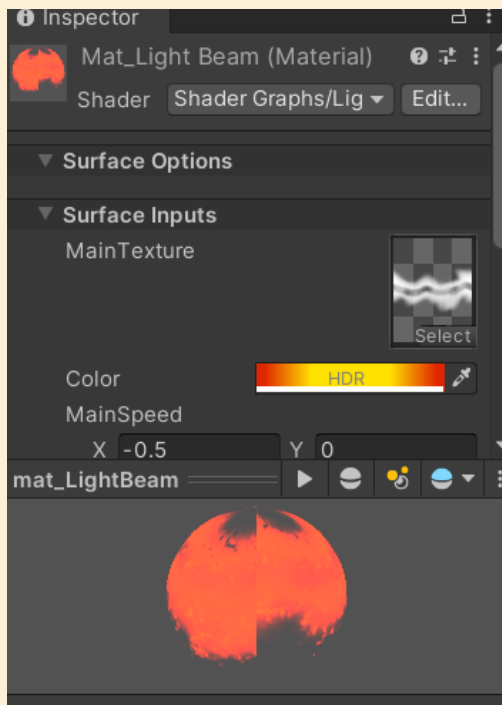 Inspector
Mat_Light Beam (Material)
Shader Shader Graphs/Lig Edit...
Surface Options
Surface Inputs
MainTexture
Select
Color HDR
MainSpeed
X -0.5 Y 0
mat_LightBeam